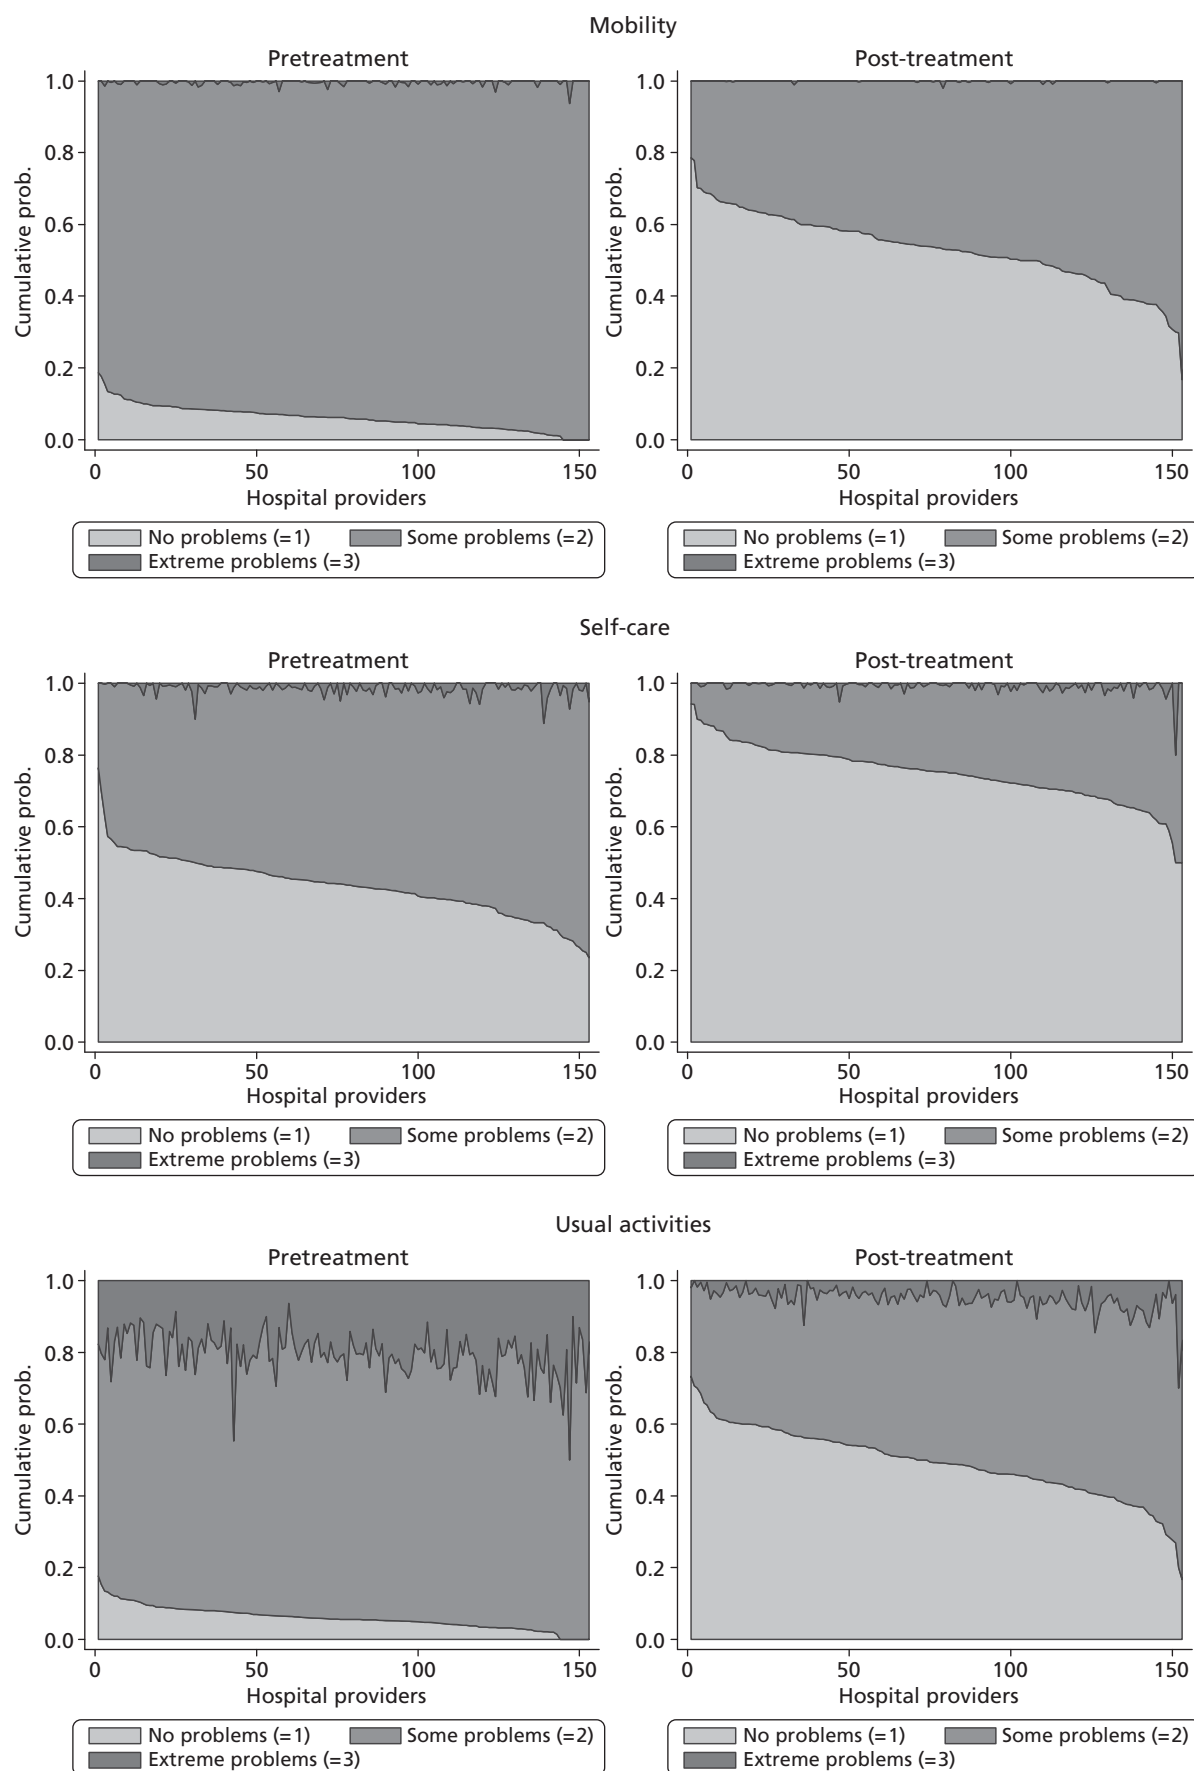 Mobility
Pretreatment
Cumulative prob.
1.0
0.8
0.6
0.4
0.2
0.0
0 50 100 150
Hospital providers
No problems (=1) Some problems (=2)
Extreme problems (=3)
Post-treatment
Cumulative prob.
1.0
0.8
0.6
0.4
0.2
0.0
0 50 100 150
Hospital providers
No problems (=1) Some problems (=2)
Extreme problems (=3)
Self-care
Pretreatment
Cumulative prob.
1.0
0.8
0.6
0.4
0.2
0.0
0 50 100 150
Hospital providers
No problems (=1) Some problems (=2)
Extreme problems (=3)
Post-treatment
Cumulative prob.
1.0
0.8
0.6
0.4
0.2
0.0
0 50 100 150
Hospital providers
No problems (=1) Some problems (=2)
Extreme problems (=3)
Usual activities
Pretreatment
Cumulative prob.
1.0
0.8
0.6
0.4
0.2
0.0
0 50 100 150
Hospital providers
No problems (=1) Some problems (=2)
Extreme problems (=3)
Post-treatment
Cumulative prob.
1.0
0.8
0.6
0.4
0.2
0.0
0 50 100 150
Hospital providers
No problems (=1) Some problems (=2)
Extreme problems (=3)